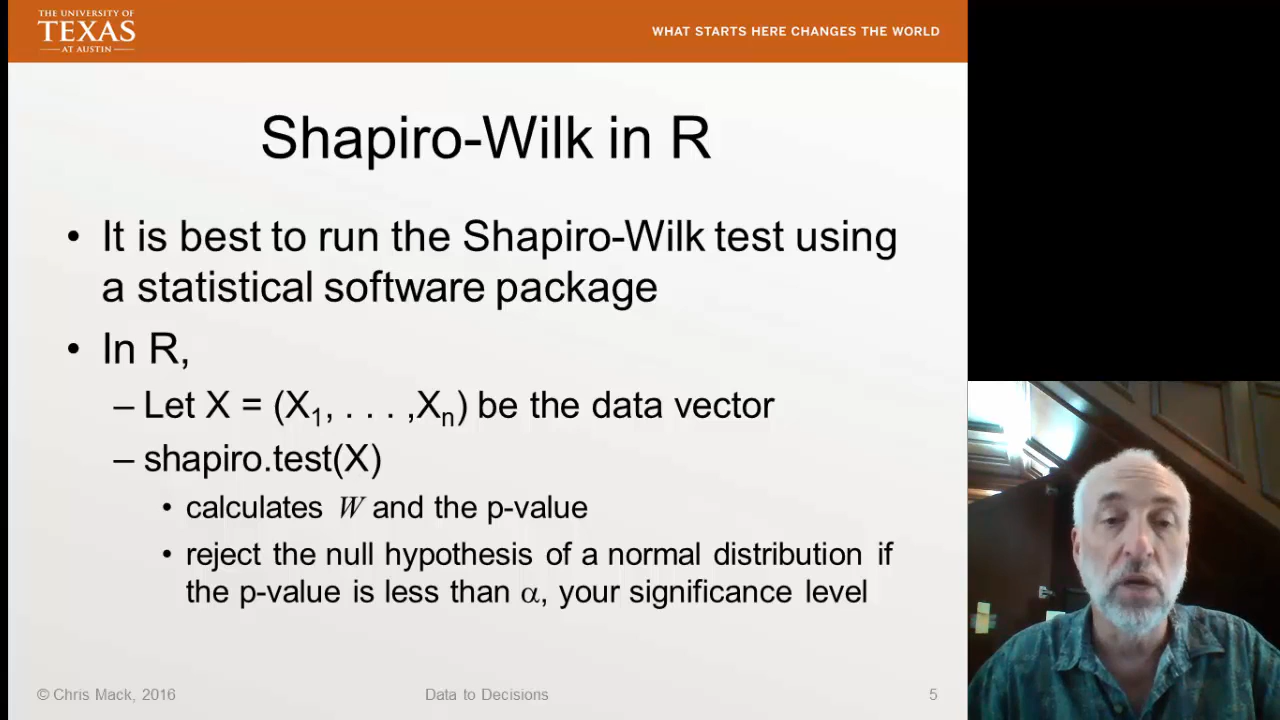 THE UNIVERSITY OF
TEXAS
AT AUSTIN
WHAT STARTS HERE CHANGES THE WORLD
Shapiro-Wilk in R
• It is best to run the Shapiro-Wilk test using
a statistical software package
• In R,
– Let X = (X₁, . . . ,Xₙ) be the data vector
– shapiro.test(X)
• calculates W and the p-value
• reject the null hypothesis of a normal distribution if
the p-value is less than α, your significance level
© Chris Mack, 2016
Data to Decisions
5